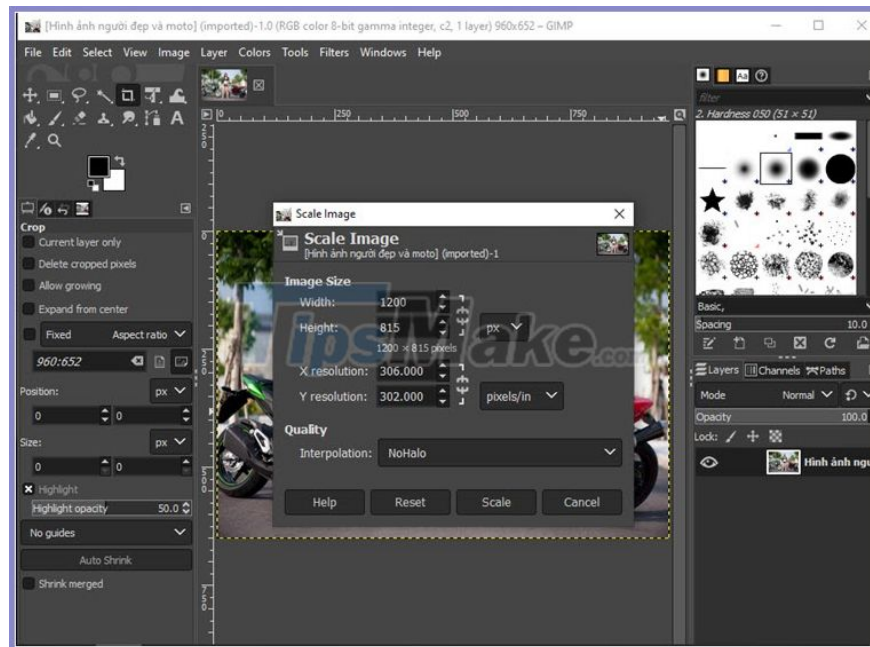 [Hình ảnh người đẹp và moto] (imported)-1.0 (RGB color 8-bit gamma integer, c2, 1 layer) 960x652 – GIMP
File Edit Select View Image Layer Colors Tools Filters Windows Help
filter
2. Hardness 050 (51 × 51)
0 250 500 750
Crop
Current layer only
Delete cropped pixels
Allow growing
Expand from center
Fixed Aspect ratio
960:652
Position: px
0 0
Size: px
0 0
Highlight
Highlight opacity 50.0
No guides
Auto Shrink
Shrink merged
Scale Image
Scale Image
[Hình ảnh người đẹp và moto] (imported)-1
Image Size
Width: 1200
Height: 815 px
1200 × 815 pixels
X resolution: 306.000
Y resolution: 302.000 pixels/in
Quality
Interpolation: NoHalo
Help Reset Scale Cancel
TipsMake.com
Basic,
Spacing 10.0
Layers Channels Paths
Mode Normal
Opacity 100.0
Lock:
Hình ảnh ngư